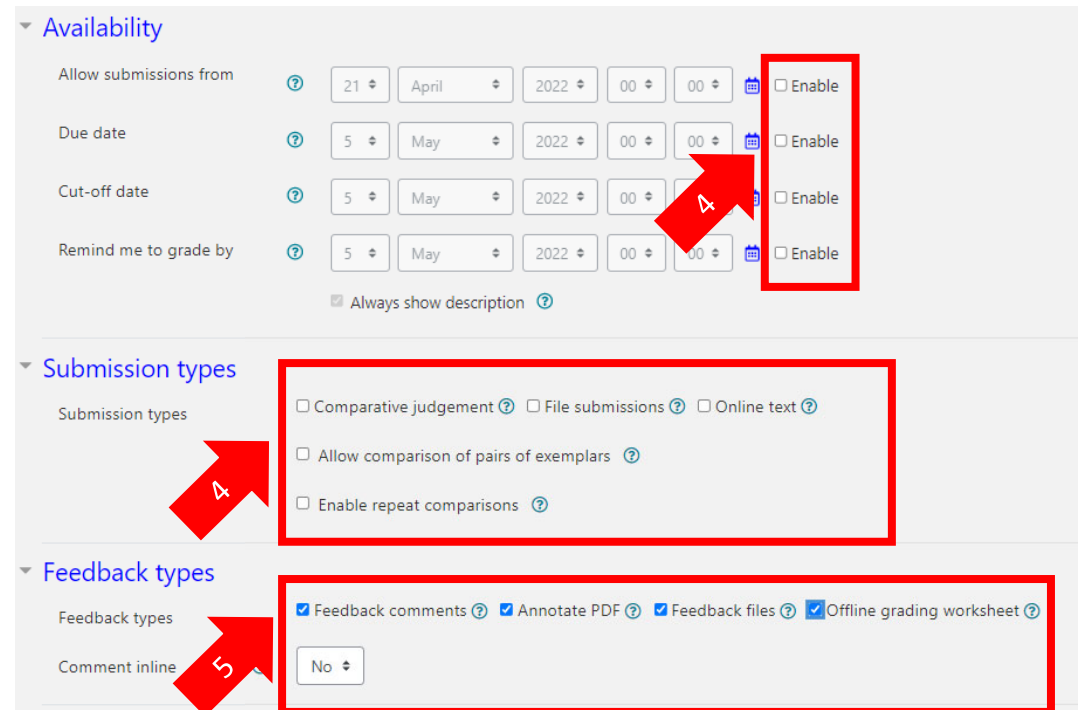 Availability
Allow submissions from 21 April 2022 00 00 Enable
Due date 5 May 2022 00 00 Enable
Cut-off date 5 May 2022 00 Enable
4
Remind me to grade by 5 May 2022 00 00 Enable
Always show description
Submission types
Submission types Comparative judgement File submissions Online text
Allow comparison of pairs of exemplars
4
Enable repeat comparisons
Feedback types
Feedback types Feedback comments Annotate PDF Feedback files Offline grading worksheet
Comment inline No
5